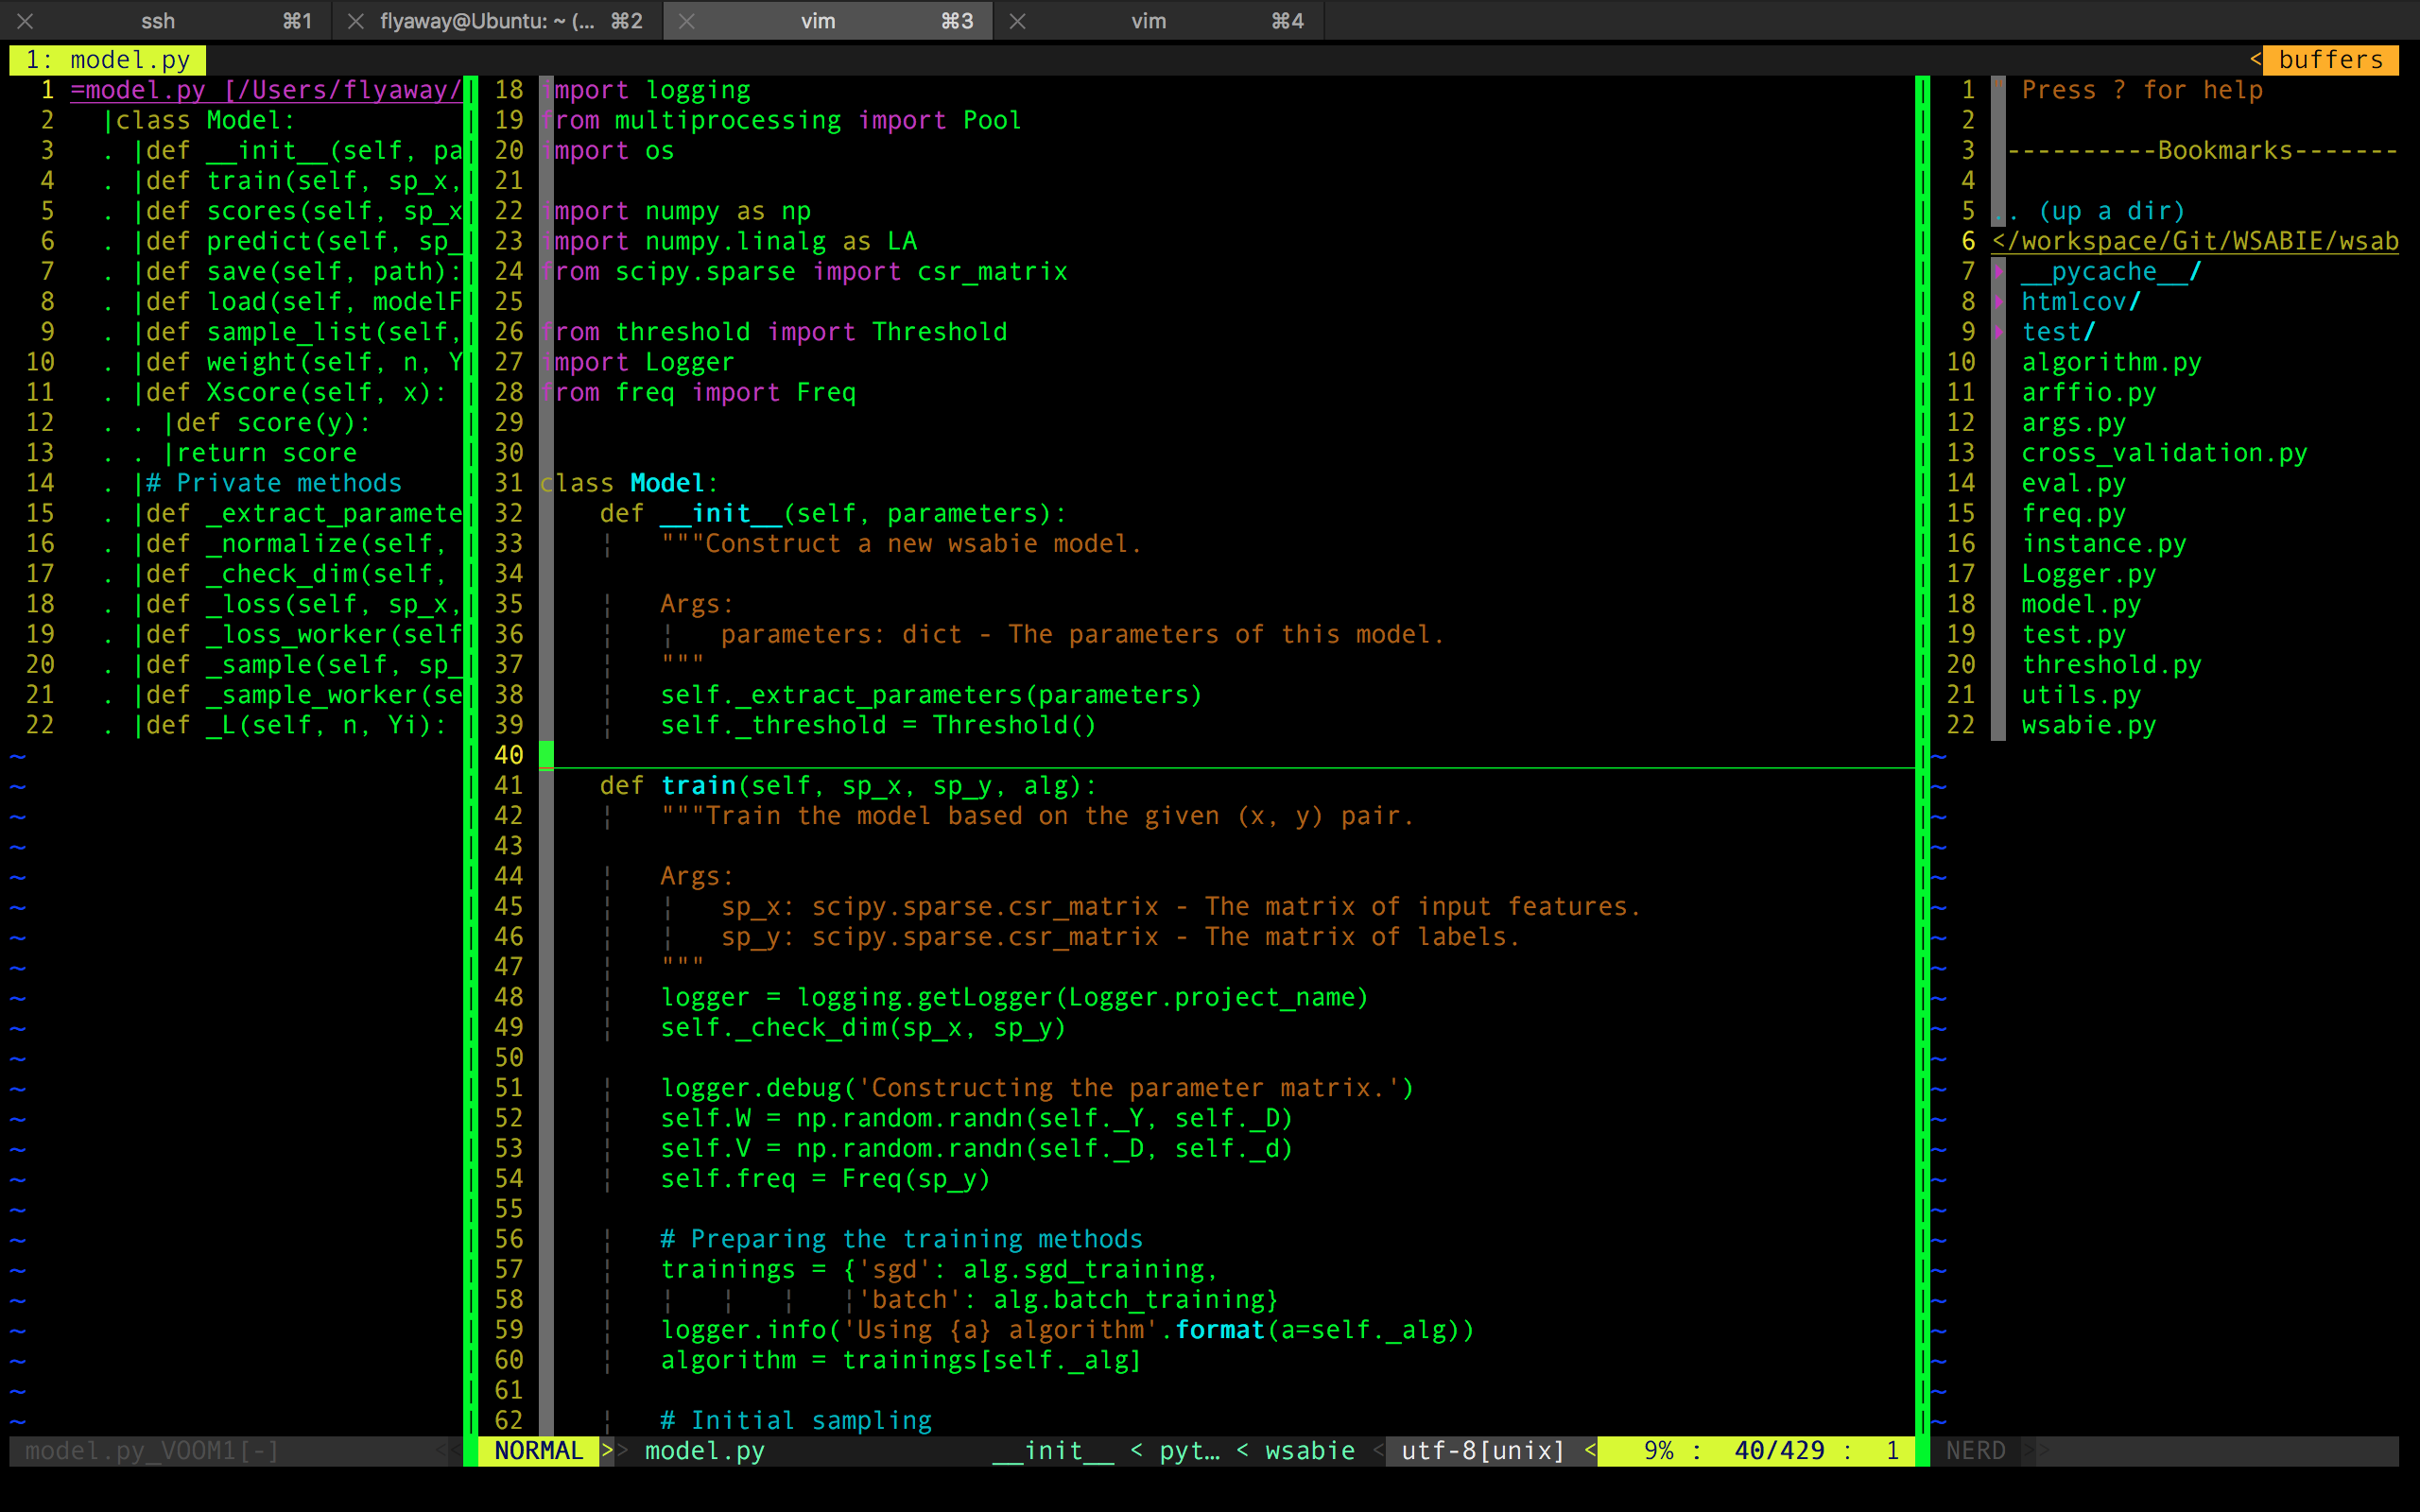 ssh ⌘1 flyaway@Ubuntu: ~ (... ⌘2 vim ⌘3 vim ⌘4
1: model.py < buffers
1 =model.py [/Users/flyaway/
2 |class Model:
3 . |def __init__(self, pa
4 . |def train(self, sp_x,
5 . |def scores(self, sp_x
6 . |def predict(self, sp_
7 . |def save(self, path):
8 . |def load(self, modelF
9 . |def sample_list(self,
10 . |def weight(self, n, Y
11 . |def Xscore(self, x):
12 . . |def score(y):
13 . . |return score
14 . |# Private methods
15 . |def _extract_paramete
16 . |def _normalize(self,
17 . |def _check_dim(self,
18 . |def _loss(self, sp_x,
19 . |def _loss_worker(self
20 . |def _sample(self, sp_
21 . |def _sample_worker(se
22 . |def _L(self, n, Yi):
18 import logging
19 from multiprocessing import Pool
20 import os
21
22 import numpy as np
23 import numpy.linalg as LA
24 from scipy.sparse import csr_matrix
25
26 from threshold import Threshold
27 import Logger
28 from freq import Freq
29
30
31 class Model:
32     def __init__(self, parameters):
33     ¦   """Construct a new wsabie model.
34
35     ¦   Args:
36     ¦   ¦   parameters: dict - The parameters of this model.
37     ¦   """
38     ¦   self._extract_parameters(parameters)
39     ¦   self._threshold = Threshold()
40
41     def train(self, sp_x, sp_y, alg):
42     ¦   """Train the model based on the given (x, y) pair.
43
44     ¦   Args:
45     ¦   ¦   sp_x: scipy.sparse.csr_matrix - The matrix of input features.
46     ¦   ¦   sp_y: scipy.sparse.csr_matrix - The matrix of labels.
47     ¦   """
48     ¦   logger = logging.getLogger(Logger.project_name)
49     ¦   self._check_dim(sp_x, sp_y)
50
51     ¦   logger.debug('Constructing the parameter matrix.')
52     ¦   self.W = np.random.randn(self._Y, self._D)
53     ¦   self.V = np.random.randn(self._D, self._d)
54     ¦   self.freq = Freq(sp_y)
55
56     ¦   # Preparing the training methods
57     ¦   trainings = {'sgd': alg.sgd_training,
58     ¦   ¦   ¦   ¦   ¦'batch': alg.batch_training}
59     ¦   logger.info('Using {a} algorithm'.format(a=self._alg))
60     ¦   algorithm = trainings[self._alg]
61
62     ¦   # Initial sampling
1 " Press ? for help
2
3 ----------Bookmarks-------
4
5 .. (up a dir)
6 </workspace/Git/WSABIE/wsab
7 __pycache__/
8 htmlcov/
9 test/
10 algorithm.py
11 arffio.py
12 args.py
13 cross_validation.py
14 eval.py
15 freq.py
16 instance.py
17 Logger.py
18 model.py
19 test.py
20 threshold.py
21 utils.py
22 wsabie.py
model.py_VOOM1[-] << NORMAL >> model.py __init__ < pyt… < wsabie < utf-8[unix] < 9% : 40/429 : 1 NERD >>